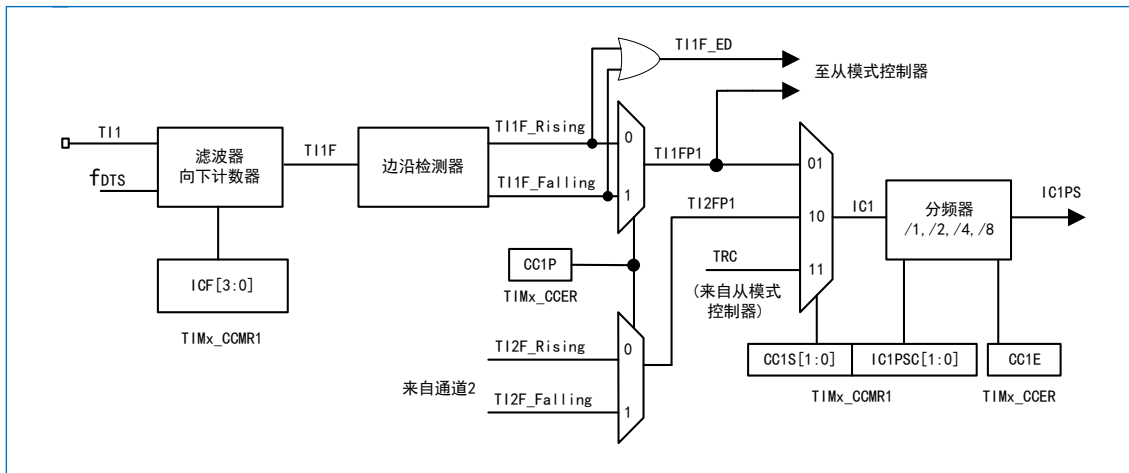 TI1F_ED
至从模式控制器
TI1
fDTS
滤波器
向下计数器
TI1F
边沿检测器
TI1F_Rising
TI1F_Falling
0
1
TI1FP1
TI2FP1
TRC
(来自从模式
控制器)
01
10
11
IC1
分频器
/1,/2,/4,/8
IC1PS
ICF[3:0]
TIMx_CCMR1
CC1P
TIMx_CCER
来自通道2
TI2F_Rising
TI2F_Falling
0
1
CC1S[1:0]
IC1PSC[1:0]
TIMx_CCMR1
CC1E
TIMx_CCER